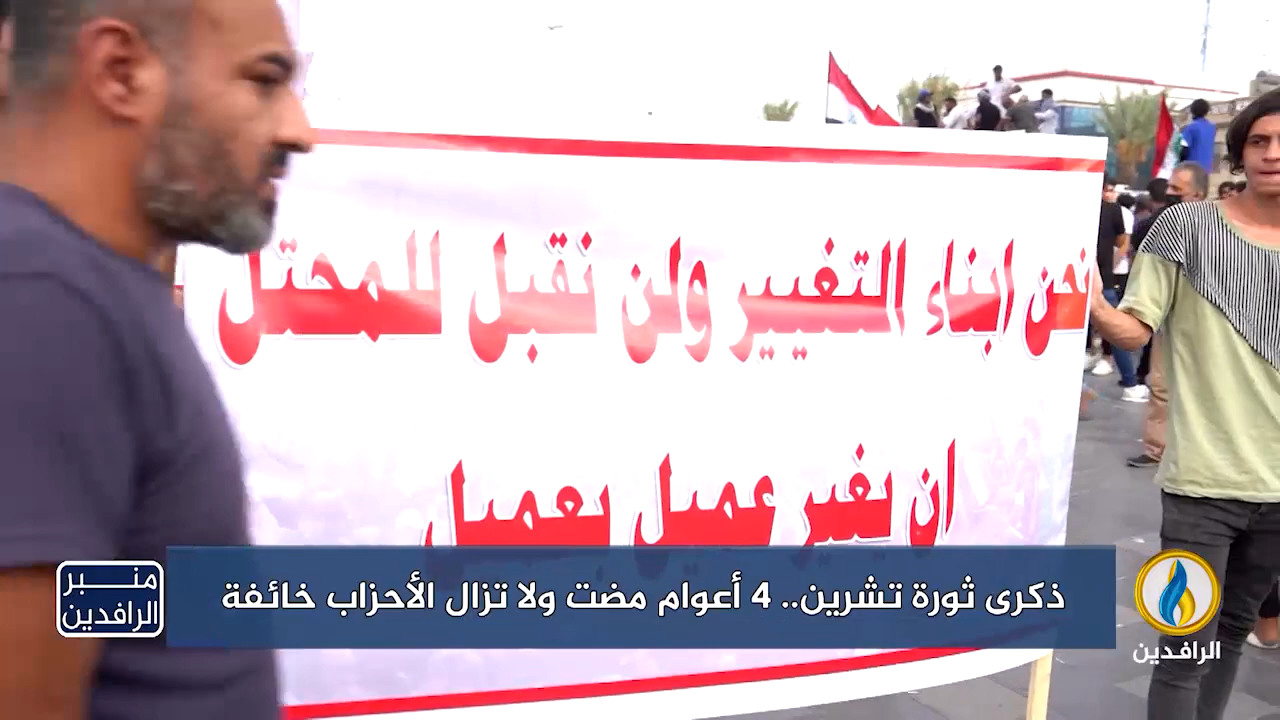 نحن ابناء التغيير ولن نقبل للمحتل
ان يغير عميل بعميل
ذكرى ثورة تشرين.. 4 أعوام مضت ولا تزال الأحزاب خائفة
منبر
الرافدين
الرافدين